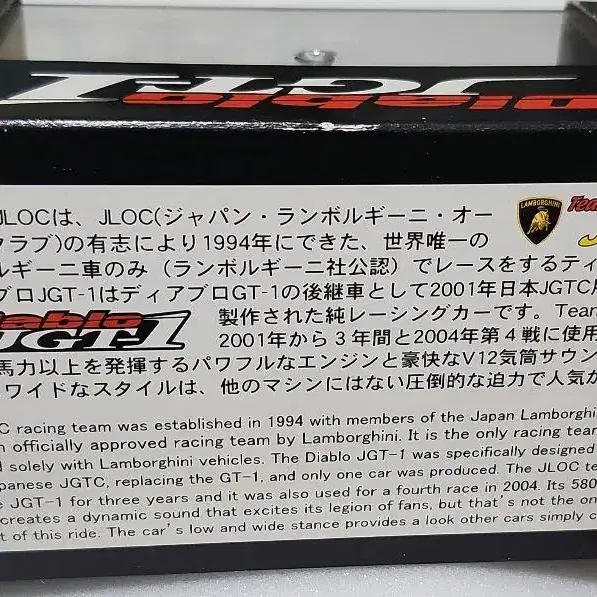 Diablo
JGT-1
LAMBORGHINI
JLOCは、JLOC(ジャパン・ランボルギーニ・オー
クラブ)の有志により1994年にできた、世界唯一の
ルギーニ車のみ（ランボルギーニ社公認）でレースをするティ
ブロJGT-1はディアブロGT-1の後継車として2001年日本JGTC
製作された純レーシングカーです。Team
Diablo
JGT-1
2001年から３年間と2004年第４戦に使用
馬力以上を発揮するパワフルなエンジンと豪快なV12気筒サウン
ワイドなスタイルは、他のマシンにはない圧倒的な迫力で人気か
C racing team was established in 1994 with members of the Japan Lamborghini
officially approved racing team by Lamborghini. It is the only racing team
solely with Lamborghini vehicles. The Diablo JGT-1 was specifically designed
panese JGTC, replacing the GT-1, and only one car was produced. The JLOC te
e JGT-1 for three years and it was also used for a fourth race in 2004. Its 580
creates a dynamic sound that excites its legion of fans, but that's not the on
t of this ride. The car's low and wide stance provides a look other cars simply c